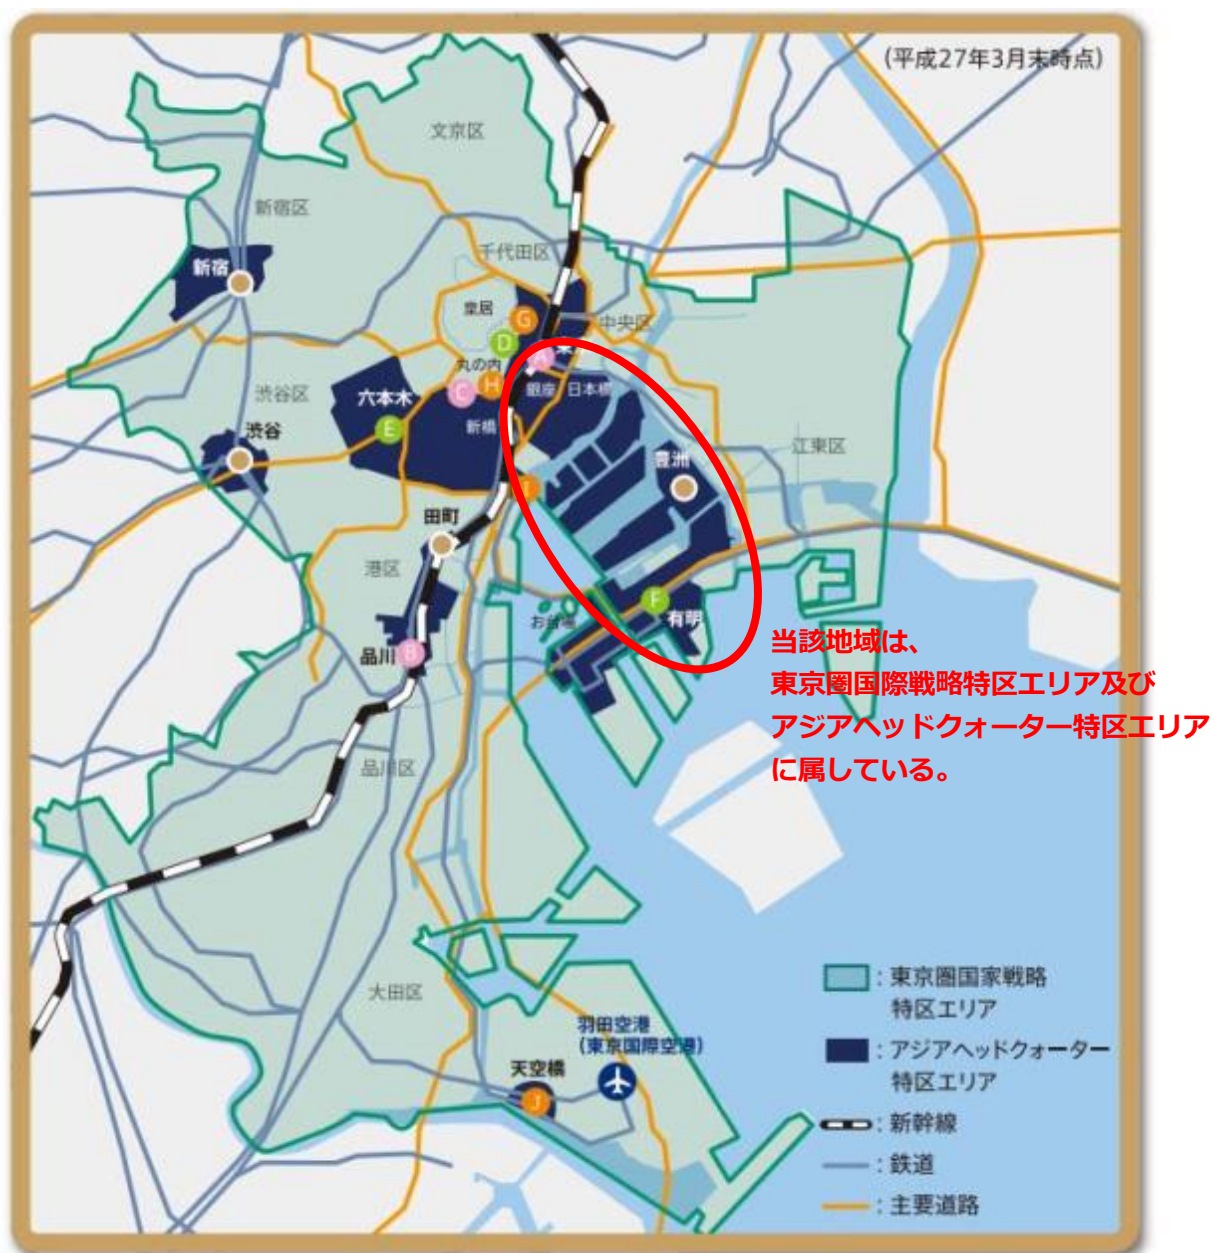 (平成27年3月末時点)
文京区
新宿区
新宿
千代田区
皇居
G
D
中央区
丸の内
A
東
C
H
銀座
日本橋
渋谷区
六本木
E
新橋
渋谷
豊洲
江東区
I
田町
港区
お台場
F
有明
品川
B
当該地域は、
東京圏国際戦略特区エリア及び
アジアヘッドクォーター特区エリア
に属している。
品川区
大田区
羽田空港
(東京国際空港)
天空橋
J
:東京圏国家戦略
特区エリア
:アジアヘッドクォーター
特区エリア
:新幹線
:鉄道
:主要道路